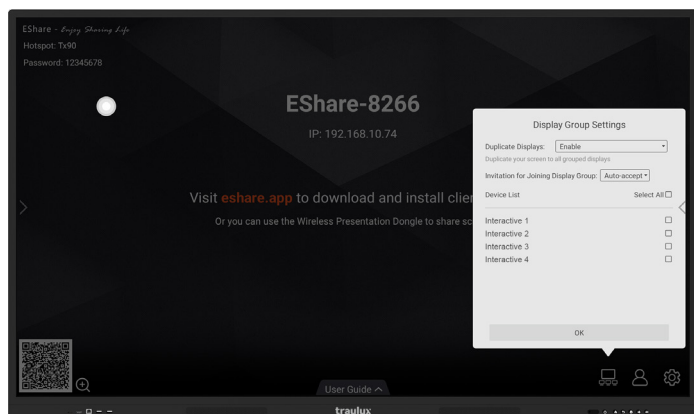 EShare - Enjoy Sharing Life
Hotspot: Tx90
Password: 12345678
EShare-8266
IP: 192.168.10.74
Visit eshare.app to download and install clie
Or you can use the Wireless Presentation Dongle to share sc
Display Group Settings
Duplicate Displays: Enable
Duplicate your screen to all grouped displays
Invitation for Joining Display Group: Auto-accept
Device List Select All
Interactive 1
Interactive 2
Interactive 3
Interactive 4
OK
User Guide
traulux